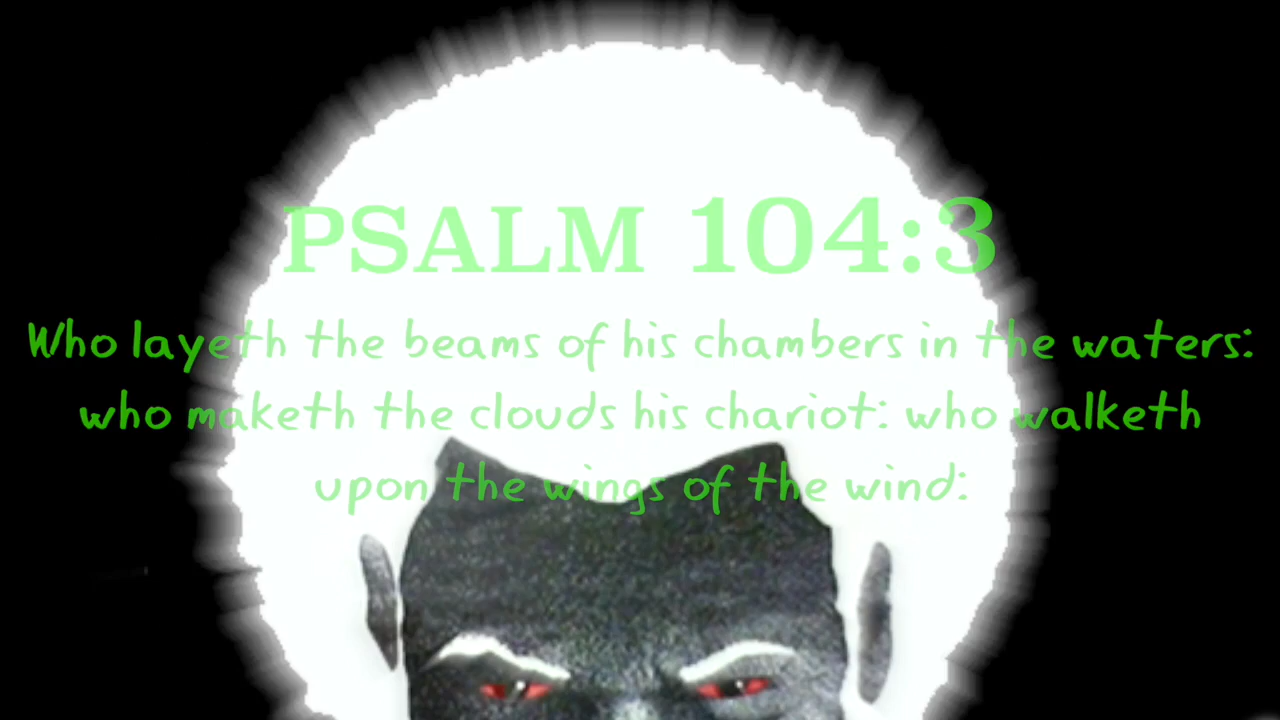 PSALM 104:3
Who layeth the beams of his chambers in the waters:
who maketh the clouds his chariot: who walketh
upon the wings of the wind: